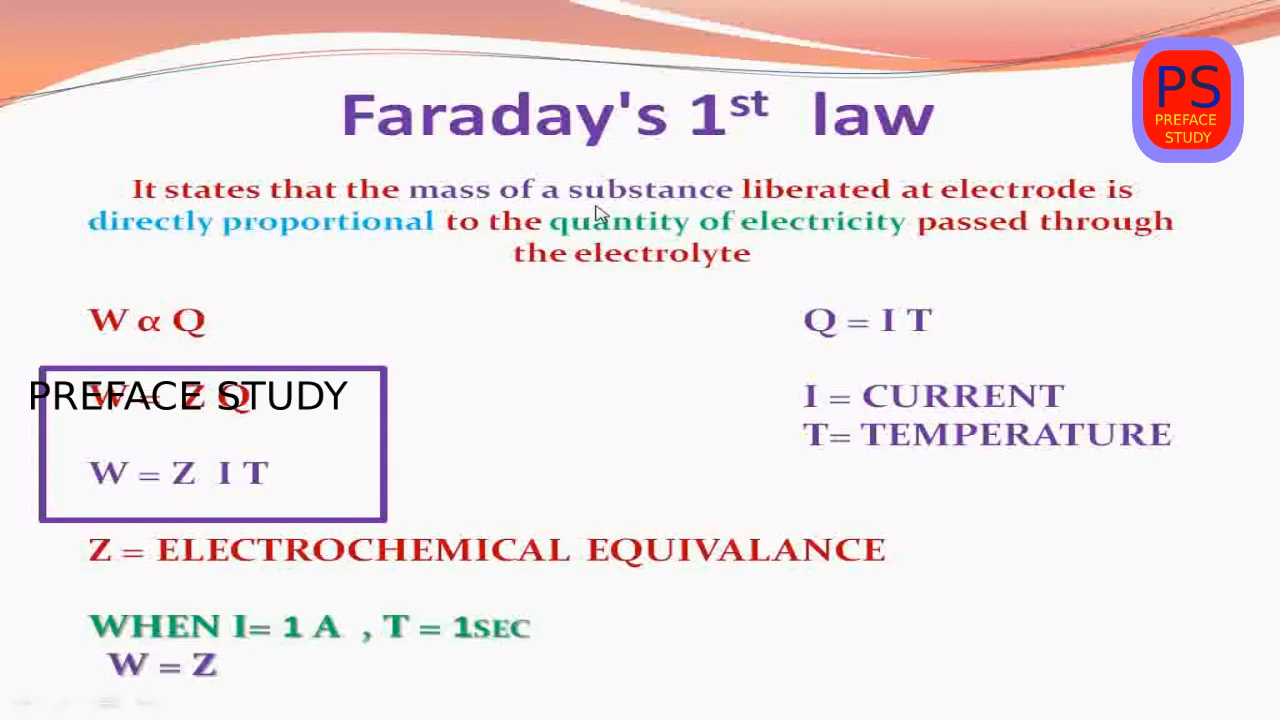 Faraday's 1st law
PS
PREFACE
STUDY
It states that the mass of a substance liberated at electrode is
directly proportional to the quantity of electricity passed through
the electrolyte
W α Q
Q = I T
W = Z Q
PREFACE STUDY
I = CURRENT
T= TEMPERATURE
W = Z I T
Z = ELECTROCHEMICAL EQUIVALANCE
WHEN I= 1 A , T = 1SEC
W = Z